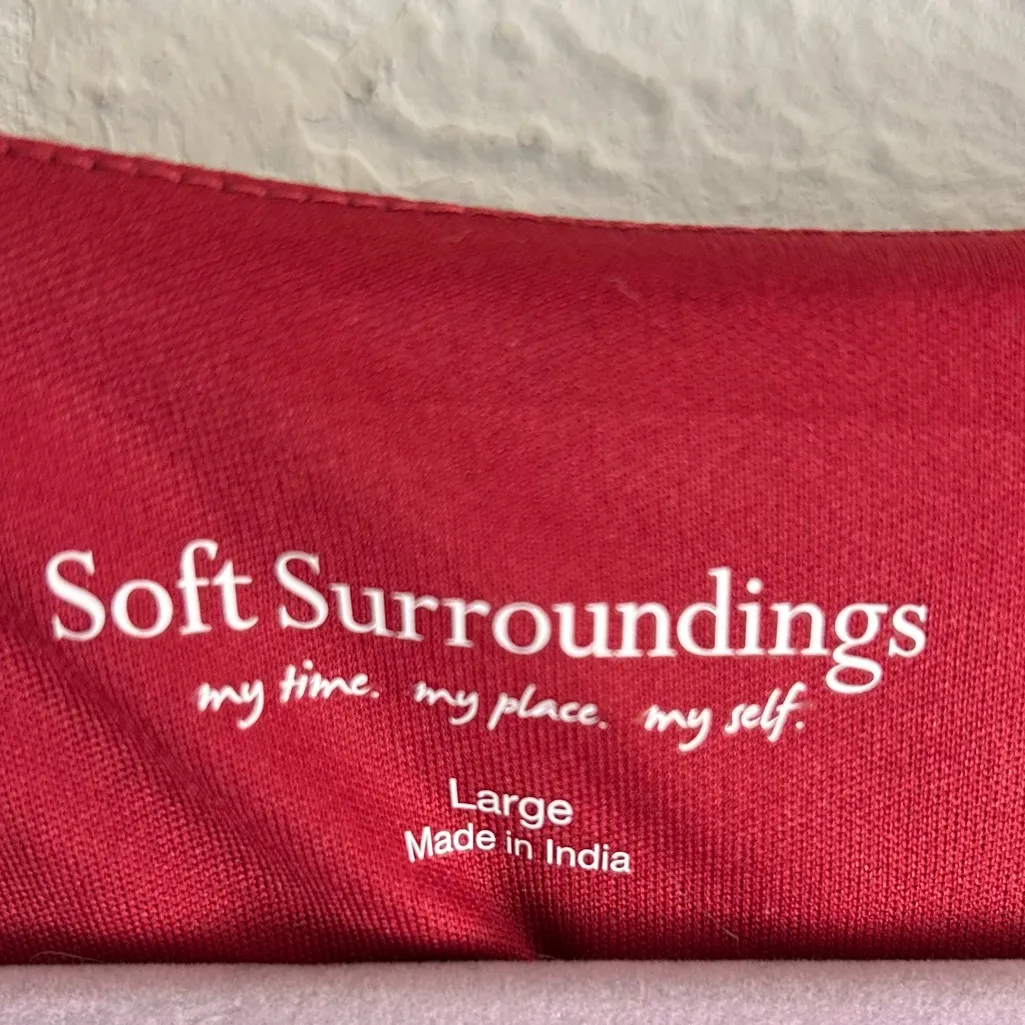 Soft Surroundings
my time. my place. my self.
Large
Made in India